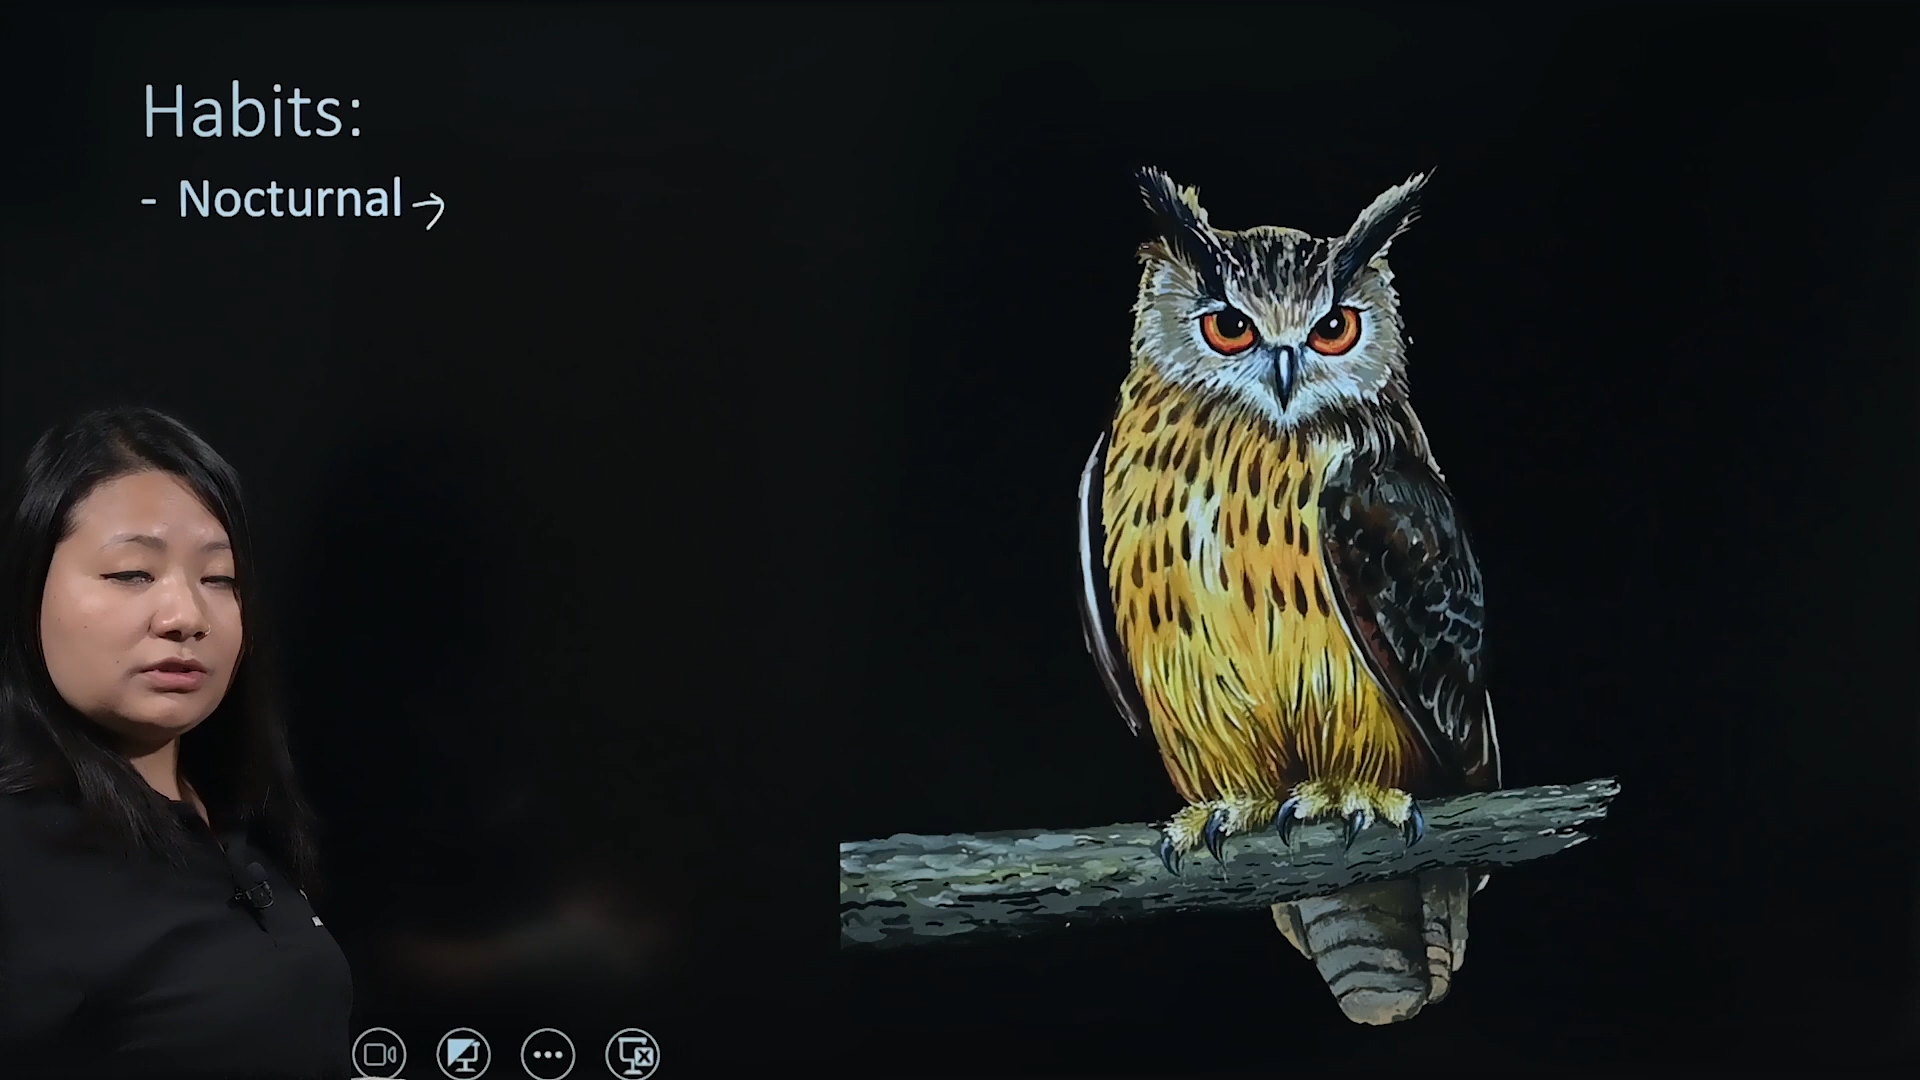 Habits:
- Nocturnal →